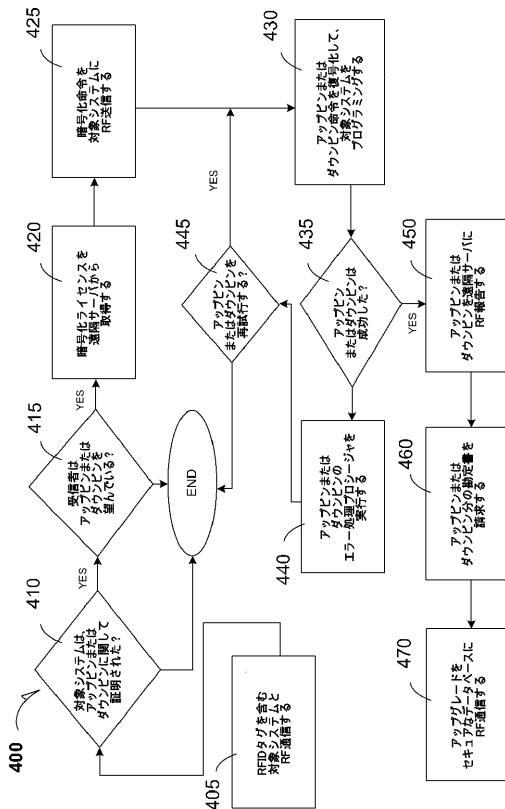 400
405
RFIDタグを含む
対象システムと
RF通信する
410
対象システムは、
アップピンまたは
ダウンピンに関して
証明された？
YES
415
受信者は
アップピンまたは
ダウンピンを
望んでいる？
YES
END
420
暗号化ライセンスを
遠隔サーバから
取得する
425
暗号化命令を
対象システムに
RF送信する
430
アップピンまたは
ダウンピン命令を復号化して、
対象システムを
プログラミングする
435
アップピン
またはダウンピンは
成功した？
YES
440
アップピンまたは
ダウンピンの
エラー処理プロシージャを
実行する
445
アップピン
またはダウンピンを
再試行する？
YES
450
アップピンまたは
ダウンピンを遠隔サーバに
RF報告する
460
アップピンまたは
ダウンピン分の勘定書を
請求する
470
アップグレードを
セキュアなデータベースに
RF通信する